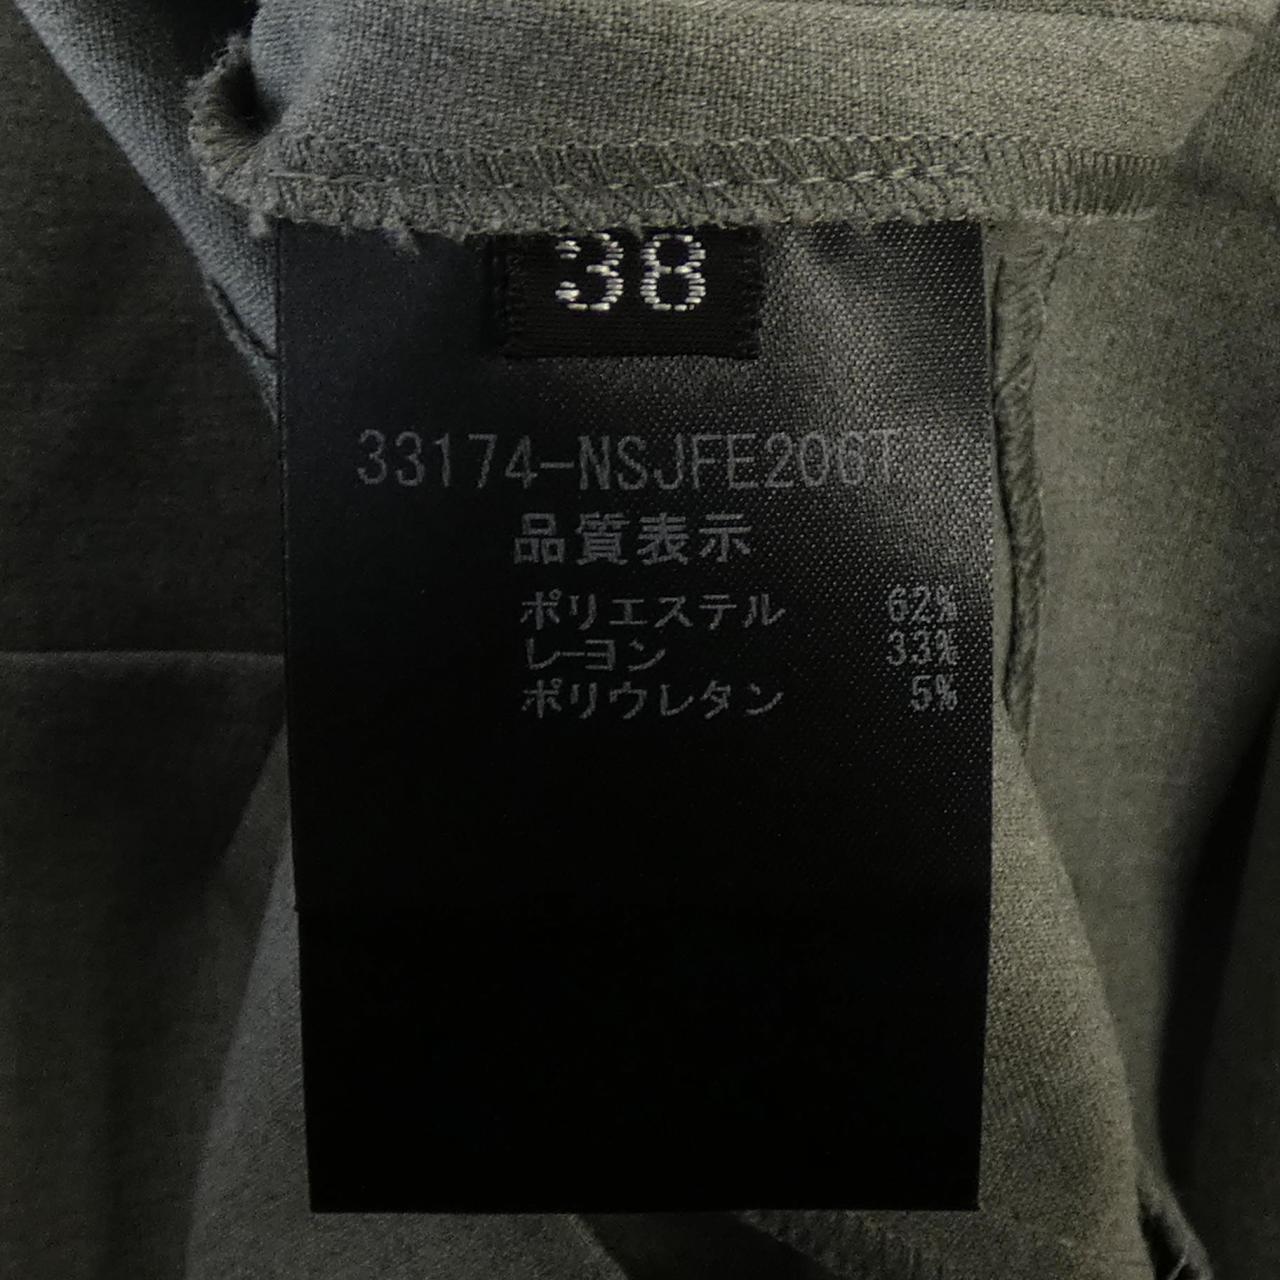 38
33174-NSJFE206T
品質表示
ポリエステル 62%
レーヨン 33%
ポリウレタン 5%